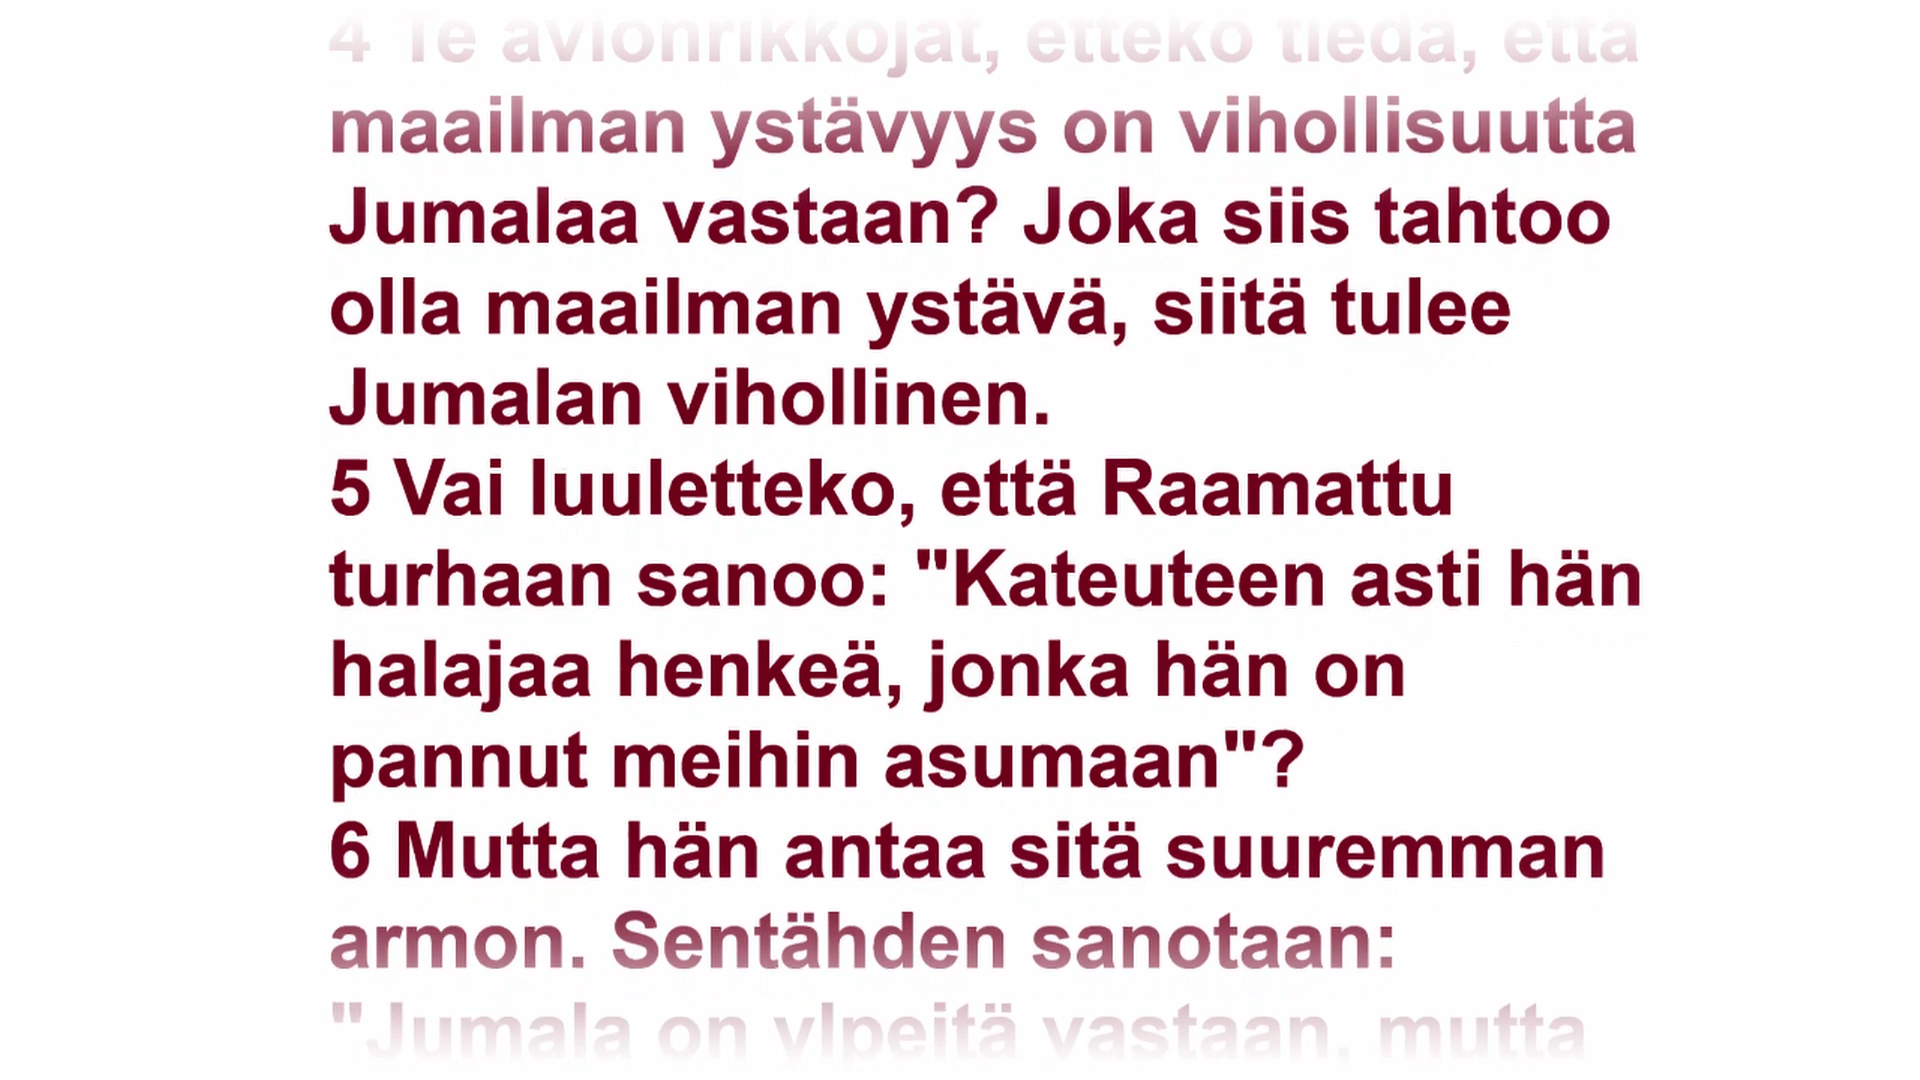 4 Te avionrikkojat, ettekö tiedä, että
maailman ystävyys on vihollisuutta
Jumalaa vastaan? Joka siis tahtoo
olla maailman ystävä, siitä tulee
Jumalan vihollinen.
5 Vai luuletteko, että Raamattu
turhaan sanoo: "Kateuteen asti hän
halajaa henkeä, jonka hän on
pannut meihin asumaan"?
6 Mutta hän antaa sitä suuremman
armon. Sentähden sanotaan:
"Jumala on ylpeitä vastaan, mutta